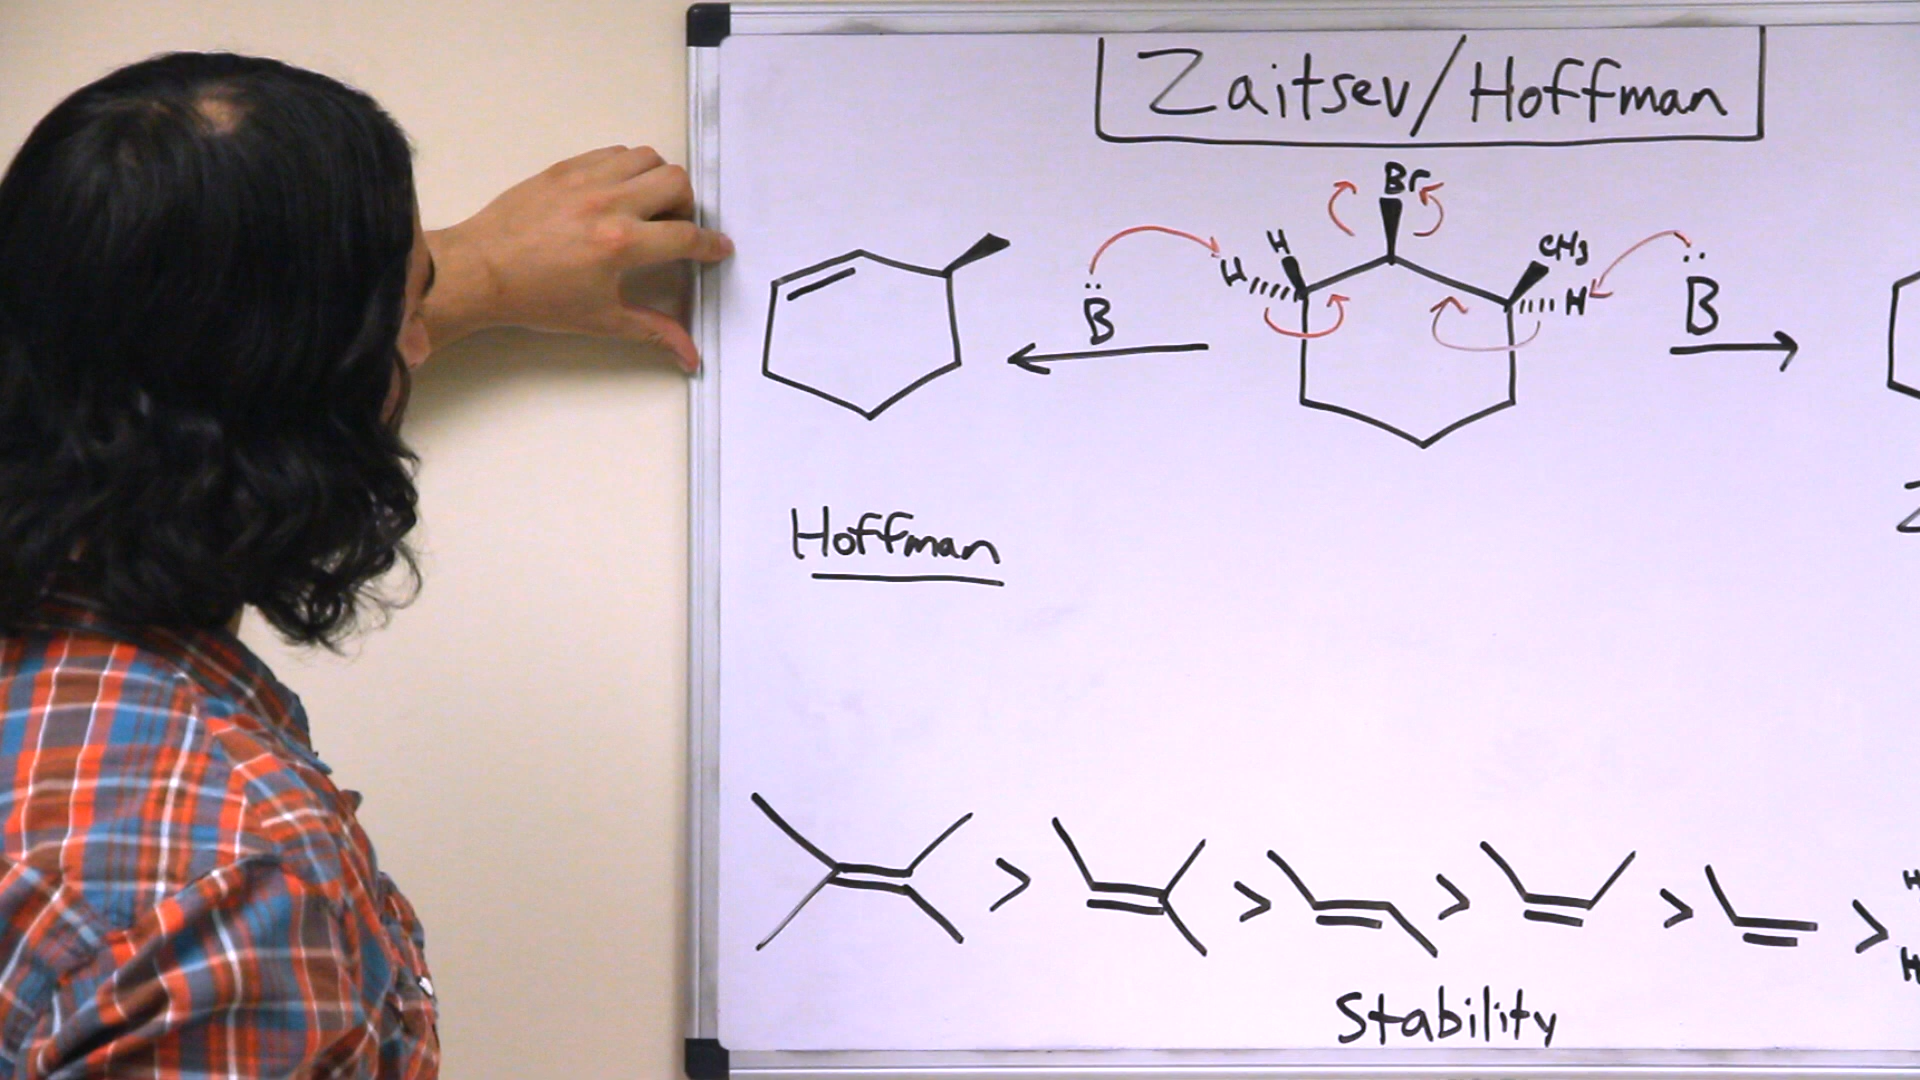 Zaitsev/Hoffman
Br
H
H
CH3
H
B
B
Hoffman
Z
> > > > >
H
H
Stability